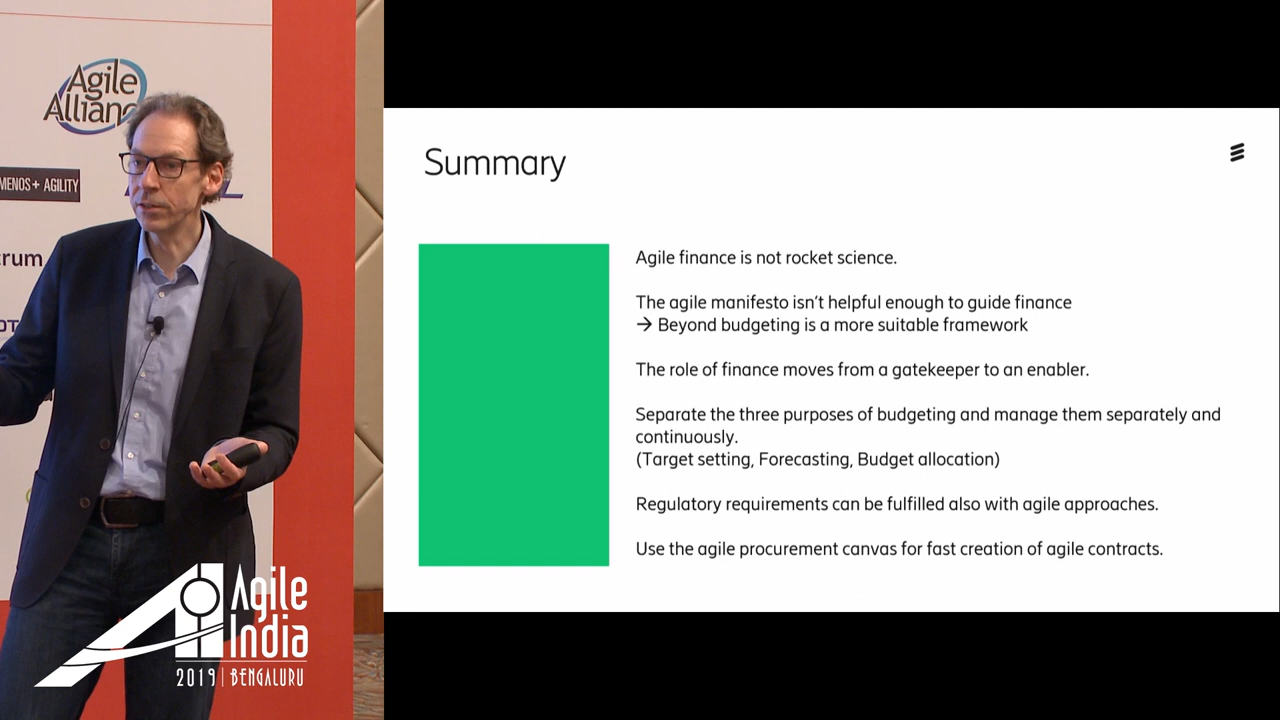 Agile
Alliance
MENOS+ AGILITY
Summary
Agile finance is not rocket science.
The agile manifesto isn't helpful enough to guide finance
→ Beyond budgeting is a more suitable framework
The role of finance moves from a gatekeeper to an enabler.
Separate the three purposes of budgeting and manage them separately and
continuously.
(Target setting, Forecasting, Budget allocation)
Regulatory requirements can be fulfilled also with agile approaches.
Use the agile procurement canvas for fast creation of agile contracts.
Agile
India
2019 | BENGALURU